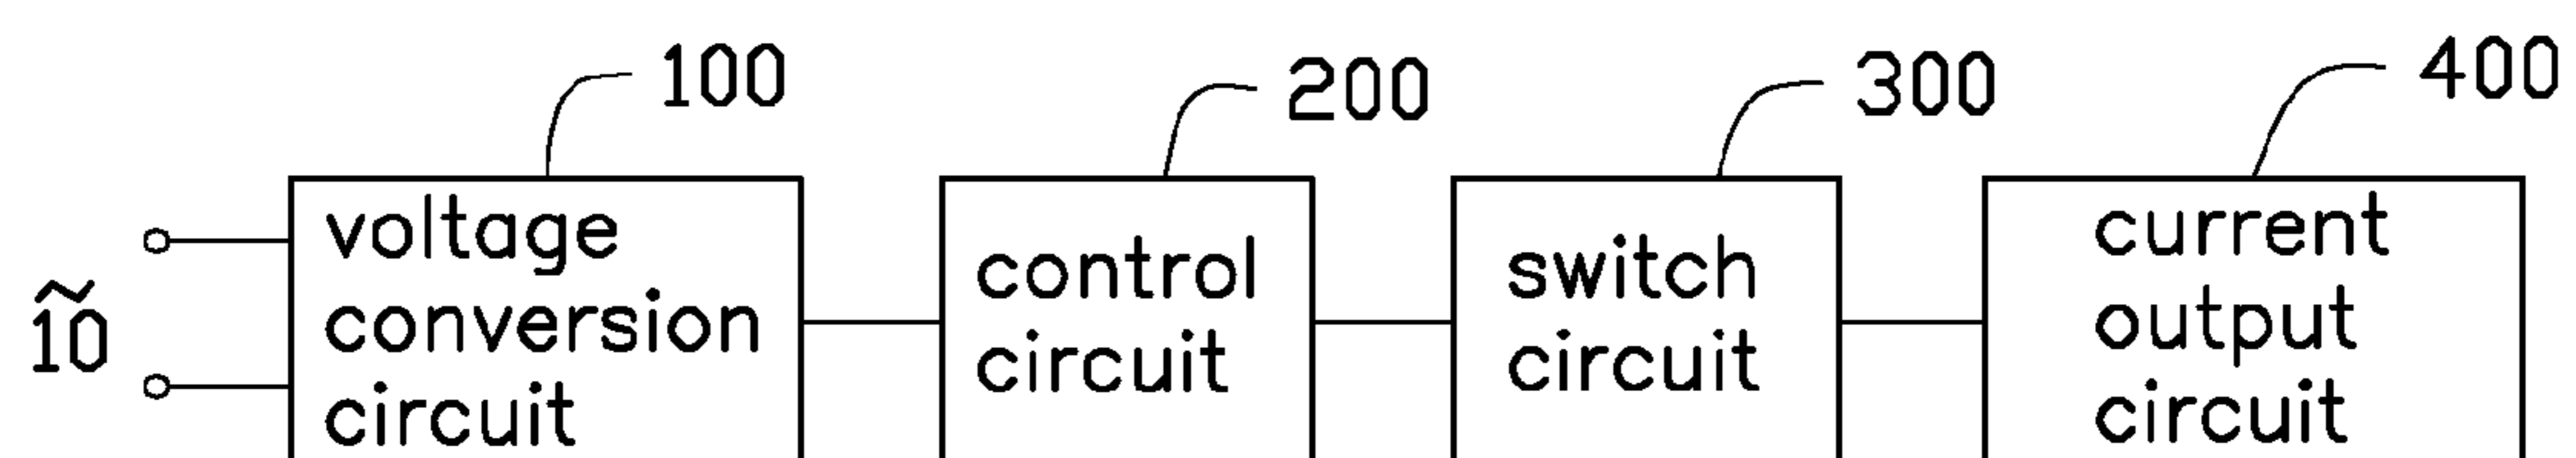 100
200
300
400
~
10
voltage
conversion
circuit
control
circuit
switch
circuit
current
output
circuit